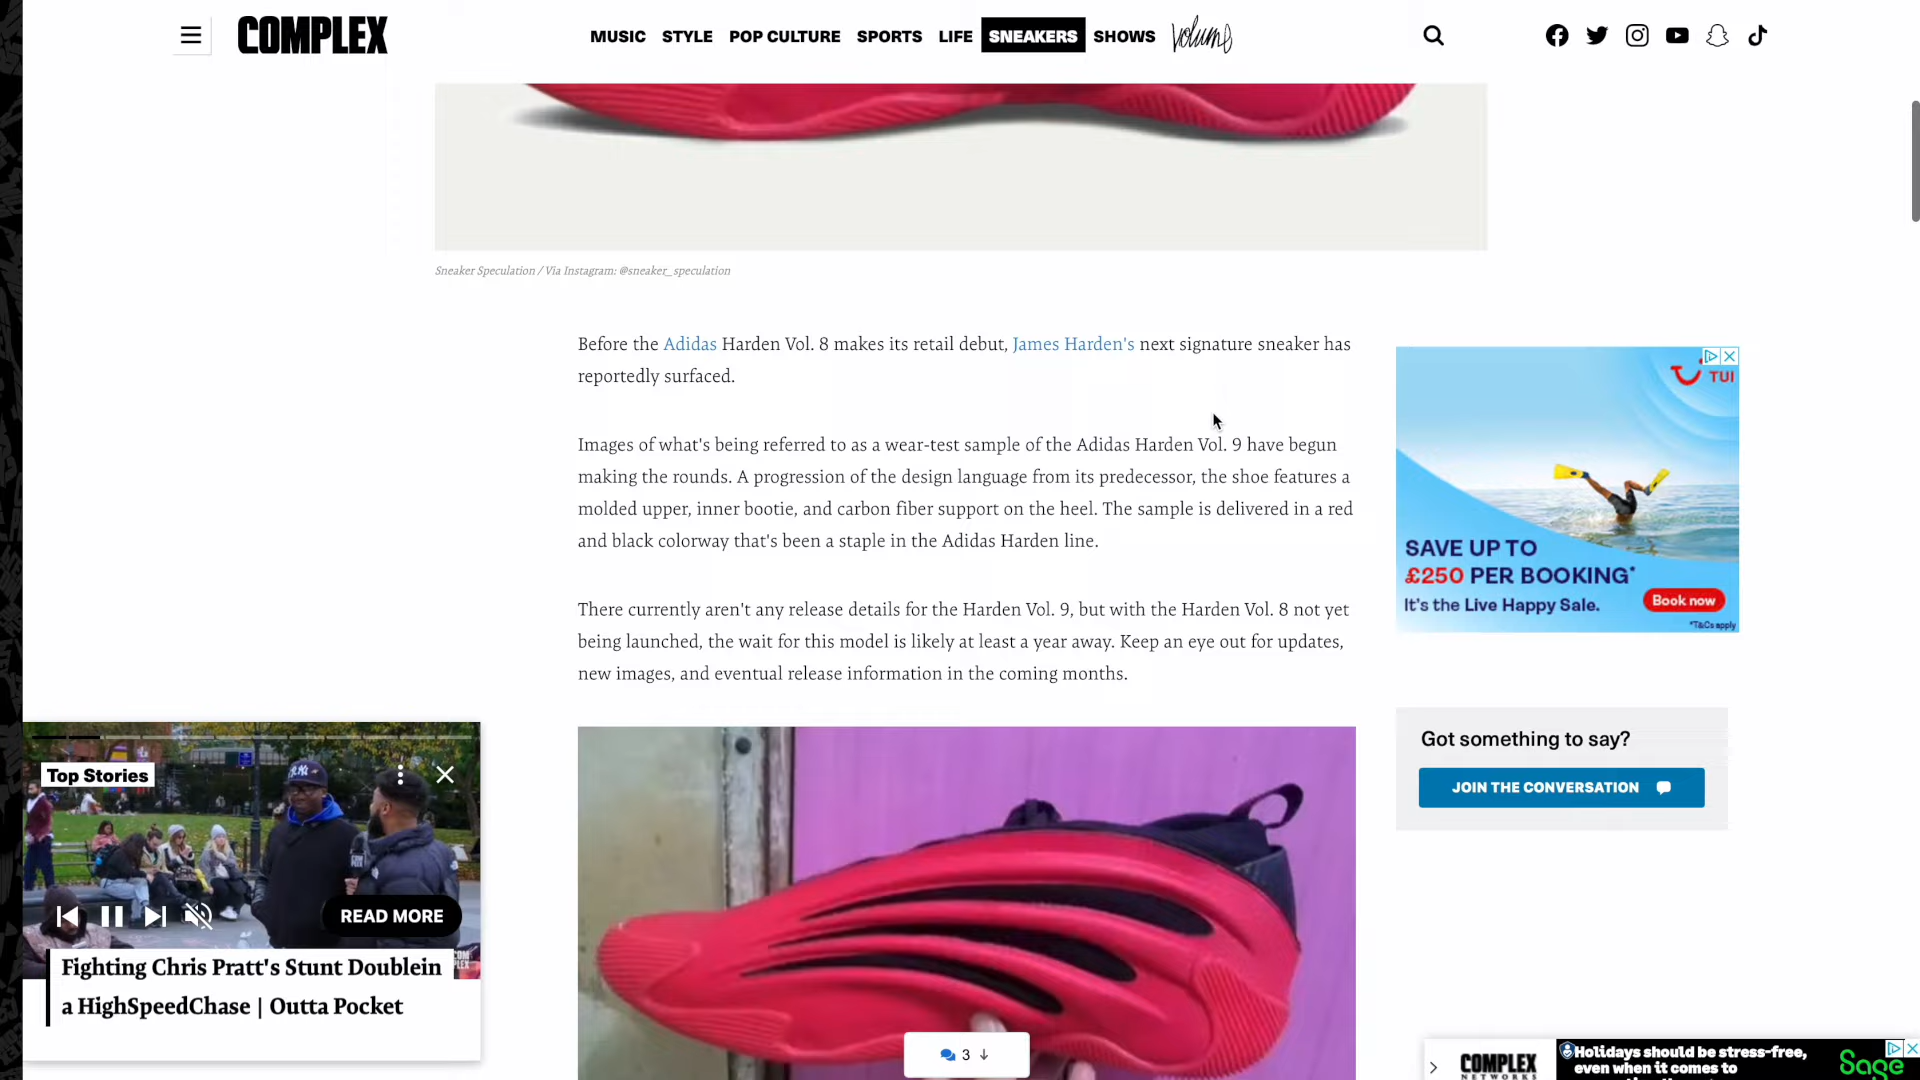 COMPLEX
MUSIC STYLE POP CULTURE SPORTS LIFE SNEAKERS SHOWS Volume
Sneaker Speculation / Via Instagram: @sneaker_speculation
Before the Adidas Harden Vol. 8 makes its retail debut, James Harden's next signature sneaker has
reportedly surfaced.
Images of what's being referred to as a wear-test sample of the Adidas Harden Vol. 9 have begun
making the rounds. A progression of the design language from its predecessor, the shoe features a
molded upper, inner bootie, and carbon fiber support on the heel. The sample is delivered in a red
and black colorway that's been a staple in the Adidas Harden line.
There currently aren't any release details for the Harden Vol. 9, but with the Harden Vol. 8 not yet
being launched, the wait for this model is likely at least a year away. Keep an eye out for updates,
new images, and eventual release information in the coming months.
TUI
SAVE UP TO
£250 PER BOOKING*
It's the Live Happy Sale.
Book now
*T&Cs apply
Got something to say?
JOIN THE CONVERSATION
Top Stories
READ MORE
Fighting Chris Pratt's Stunt Doublein
a HighSpeedChase | Outta Pocket
3
COMPLEX
NETWORKS
Holidays should be stress-free,
even when it comes to
Sage